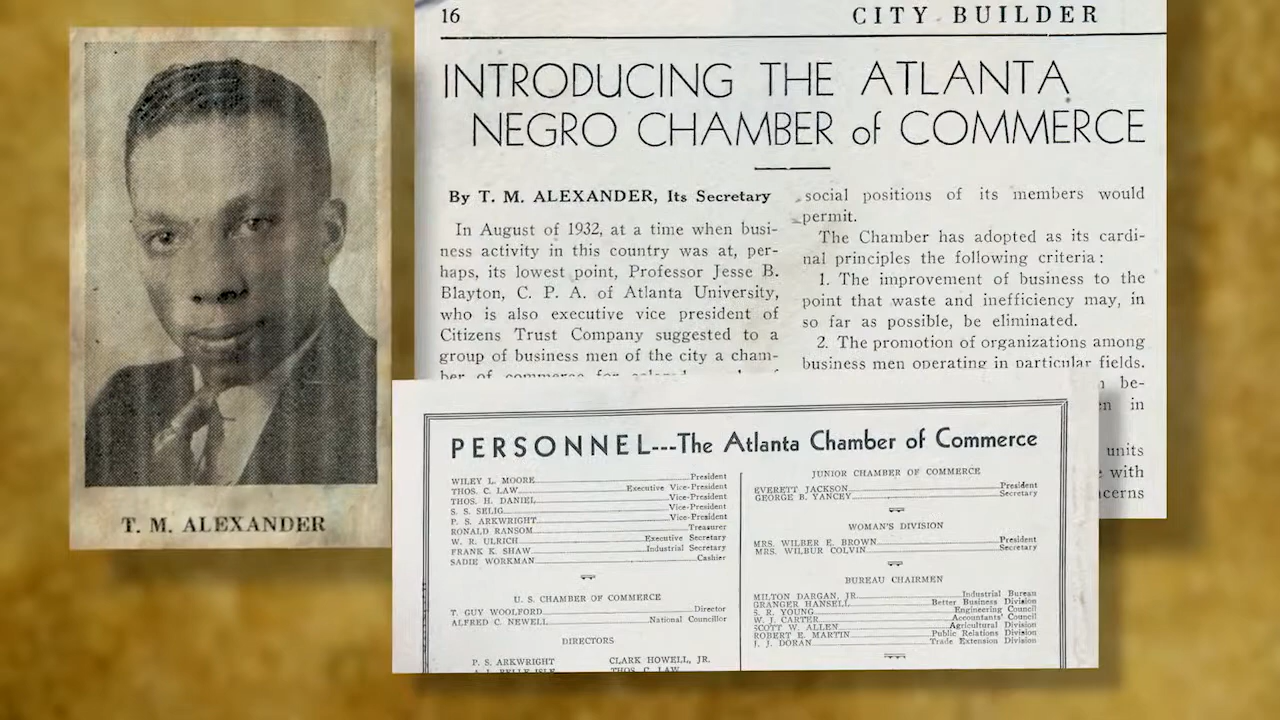 T. M. ALEXANDER
16
CITY BUILDER
INTRODUCING THE ATLANTA
NEGRO CHAMBER of COMMERCE
By T. M. ALEXANDER, Its Secretary
In August of 1932, at a time when busi-
ness activity in this country was at, per-
haps, its lowest point, Professor Jesse B.
Blayton, C. P. A. of Atlanta University,
who is also executive vice president of
Citizens Trust Company suggested to a
group of business men of the city a cham-
ber of commerce for
social positions of its members would
permit.
The Chamber has adopted as its cardi-
nal principles the following criteria:
1. The improvement of business to the
point that waste and inefficiency may, in
so far as possible, be eliminated.
2. The promotion of organizations among
business men operating in particular fields.
be-
in
units
with
PERSONNEL---The Atlanta Chamber of Commerce
WILEY L. MOORE President
THOS. C. LAW Executive Vice-President
THOS. H. DANIEL Vice-President
S. S. SELIG Vice-President
P. S. ARKWRIGHT Vice-President
RONALD RANSOM Treasurer
W. R. ULRICH Executive Secretary
FRANK K. SHAW Industrial Secretary
SADIE WORKMAN Cashier
U. S. CHAMBER OF COMMERCE
T. GUY WOOLFORD Director
ALFRED C. NEWELL National Councillor
DIRECTORS
P. S. ARKWRIGHT CLARK HOWELL, JR.
THOS. C. LAW
JUNIOR CHAMBER OF COMMERCE
EVERETT JACKSON President
GEORGE B. YANCEY Secretary
WOMAN'S DIVISION
MRS. WILBER E. BROWN President
MRS. WILBUR COLVIN Secretary
BUREAU CHAIRMEN
MILTON DARGAN, JR. Industrial Bureau
GRANGER HANSELL Better Business Division
S. R. YOUNG Engineering Council
W. J. CARTER Accountants' Council
SCOTT W. ALLEN Agricultural Division
ROBERT E. MARTIN Public Relations Division
J. J. DORAN Trade Extension Division